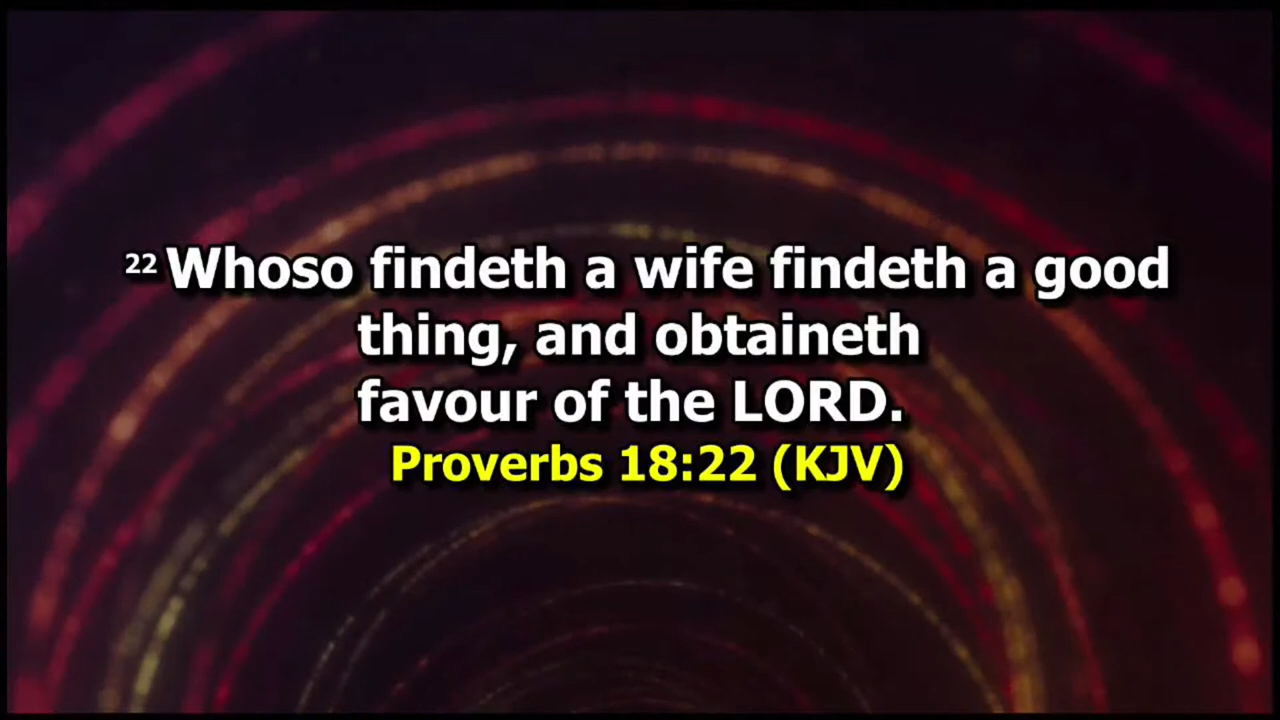 22 Whoso findeth a wife findeth a good
thing, and obtaineth
favour of the LORD.
Proverbs 18:22 (KJV)